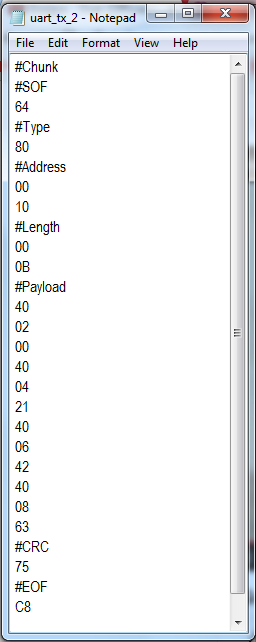 uart_tx_2 - Notepad
File Edit Format View Help
#Chunk
#SOF
64
#Type
80
#Address
00
10
#Length
00
0B
#Payload
40
02
00
40
04
21
40
06
42
40
08
63
#CRC
75
#EOF
C8